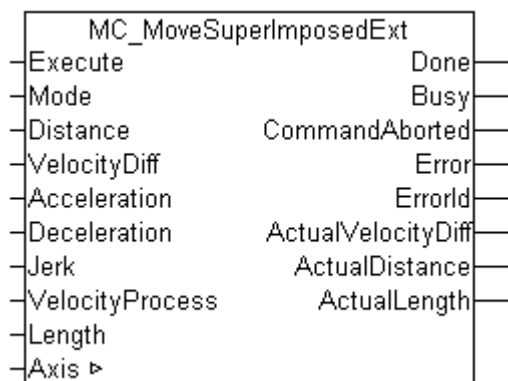 MC_MoveSuperImposedExt
Execute Done
Mode Busy
Distance CommandAborted
VelocityDiff Error
Acceleration ErrorId
Deceleration ActualVelocityDiff
Jerk ActualDistance
VelocityProcess ActualLength
Length
Axis ▷